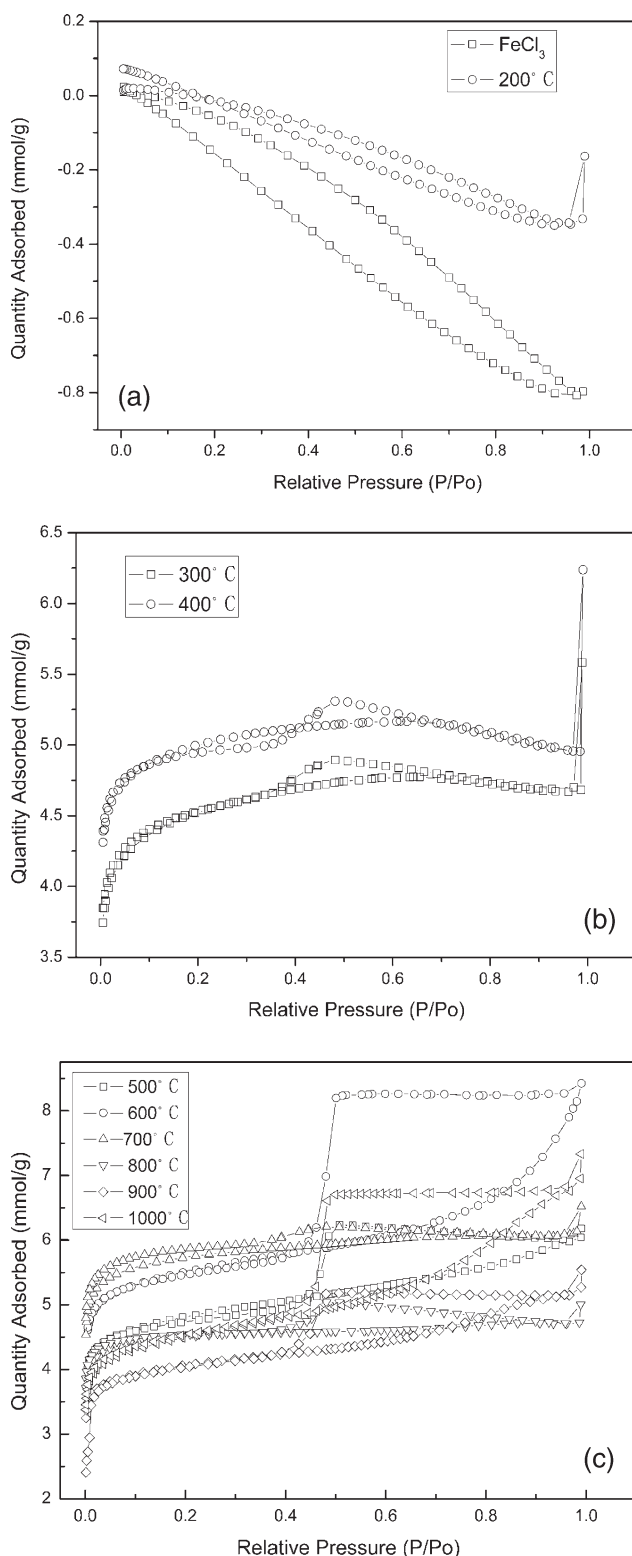 0.2
FeCl3
200° C
0.0
-0.2
-0.4
-0.6
-0.8
Quantity Adsorbed (mmol/g)
(a)
0.0 0.2 0.4 0.6 0.8 1.0
Relative Pressure (P/Po)
6.5
300° C
400° C
6.0
5.5
5.0
4.5
4.0
3.5
Quantity Adsorbed (mmol/g)
(b)
0.0 0.2 0.4 0.6 0.8 1.0
Relative Pressure (P/Po)
500° C
600° C
700° C
800° C
900° C
1000° C
8
7
6
5
4
3
2
Quantity Adsorbed (mmol/g)
(c)
0.0 0.2 0.4 0.6 0.8 1.0
Relative Pressure (P/Po)